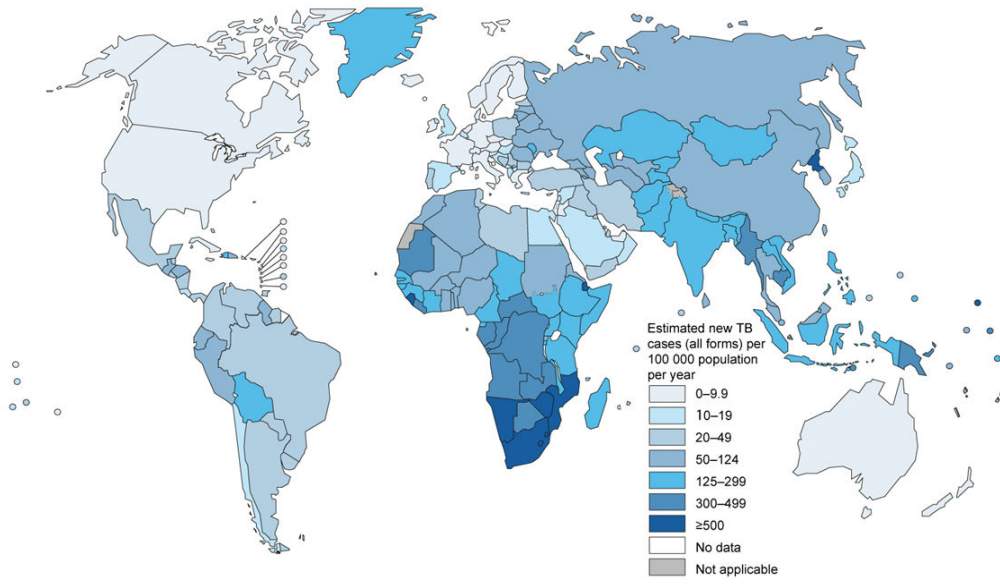 Estimated new TB
cases (all forms) per
100 000 population
per year
0–9.9
10–19
20–49
50–124
125–299
300–499
≥500
No data
Not applicable